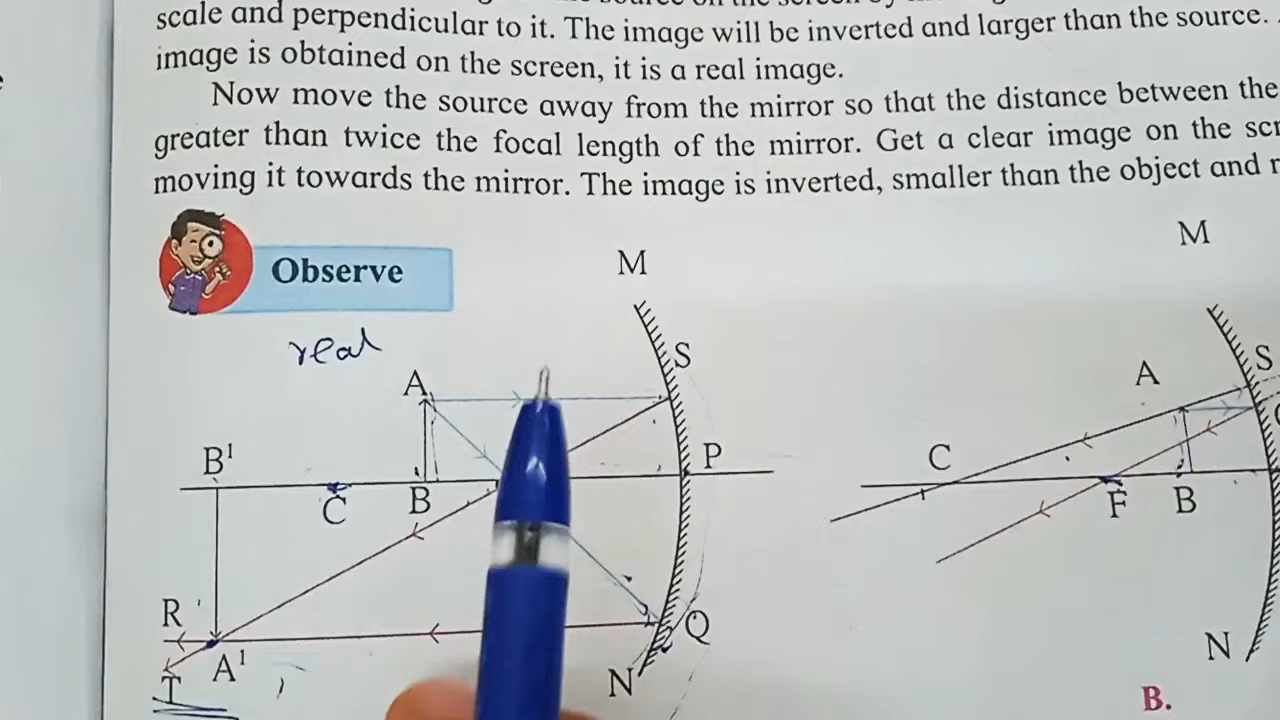 scale and perpendicular to it. The image will be inverted and larger than the source.
image is obtained on the screen, it is a real image.
Now move the source away from the mirror so that the distance between the
greater than twice the focal length of the mirror. Get a clear image on the scr
moving it towards the mirror. The image is inverted, smaller than the object and
Observe
real
M
S
A
B¹
C
B
P
R
A¹
T
Q
N
M
S
A
C
F
B
N
B.